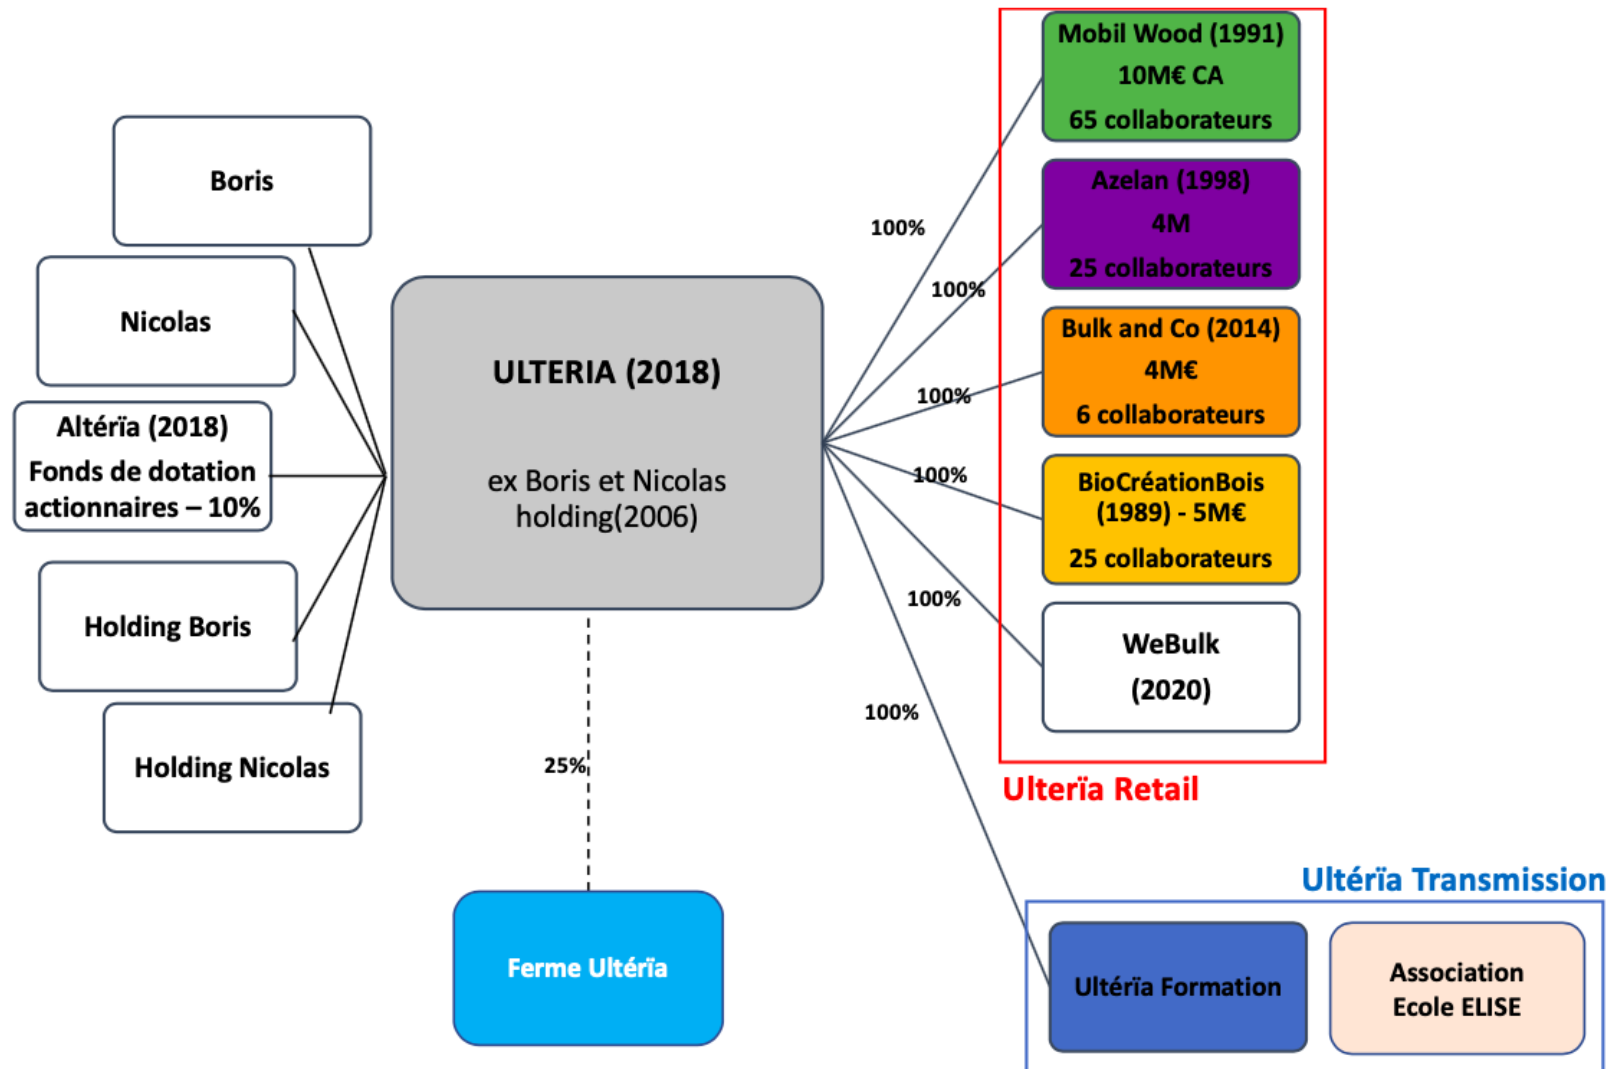 Boris
Nicolas
Altérïa (2018)
Fonds de dotation
actionnaires – 10%
Holding Boris
Holding Nicolas
ULTERIA (2018)
ex Boris et Nicolas
holding(2006)
25%
Ferme Ultérïa
100%
100%
100%
100%
100%
100%
Mobil Wood (1991)
10M€ CA
65 collaborateurs
Azelan (1998)
4M
25 collaborateurs
Bulk and Co (2014)
4M€
6 collaborateurs
BioCréationBois
(1989) - 5M€
25 collaborateurs
WeBulk
(2020)
Ulterïa Retail
Ultérïa Transmission
Ultérïa Formation
Association
Ecole ELISE